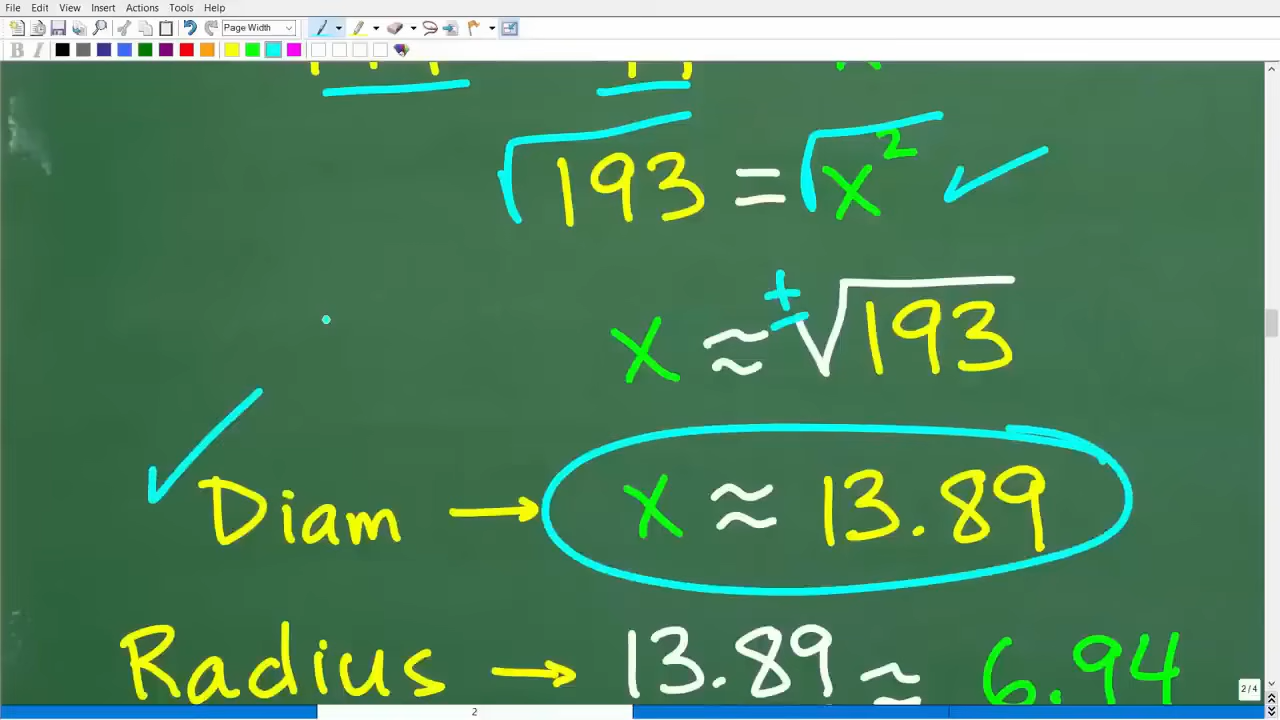 File Edit View Insert Actions Tools Help
Page Width
B I
√193 = √x² ✓
x ≈ ±√193
✓ Diam → x ≈ 13.89
Radius → 13.89 ≈ 6.94
2/4
2